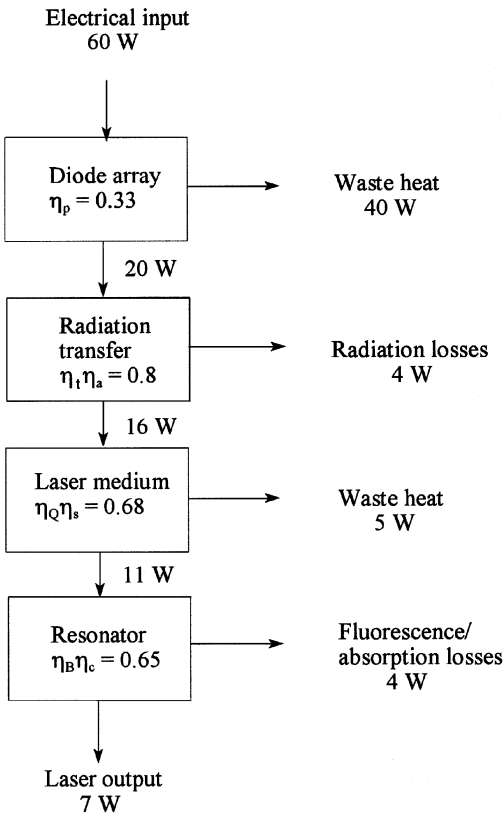 Electrical input
60 W
Diode array
ηp = 0.33
Waste heat
40 W
20 W
Radiation
transfer
ηtηa = 0.8
Radiation losses
4 W
16 W
Laser medium
ηQηs = 0.68
Waste heat
5 W
11 W
Resonator
ηBηc = 0.65
Fluorescence/
absorption losses
4 W
Laser output
7 W